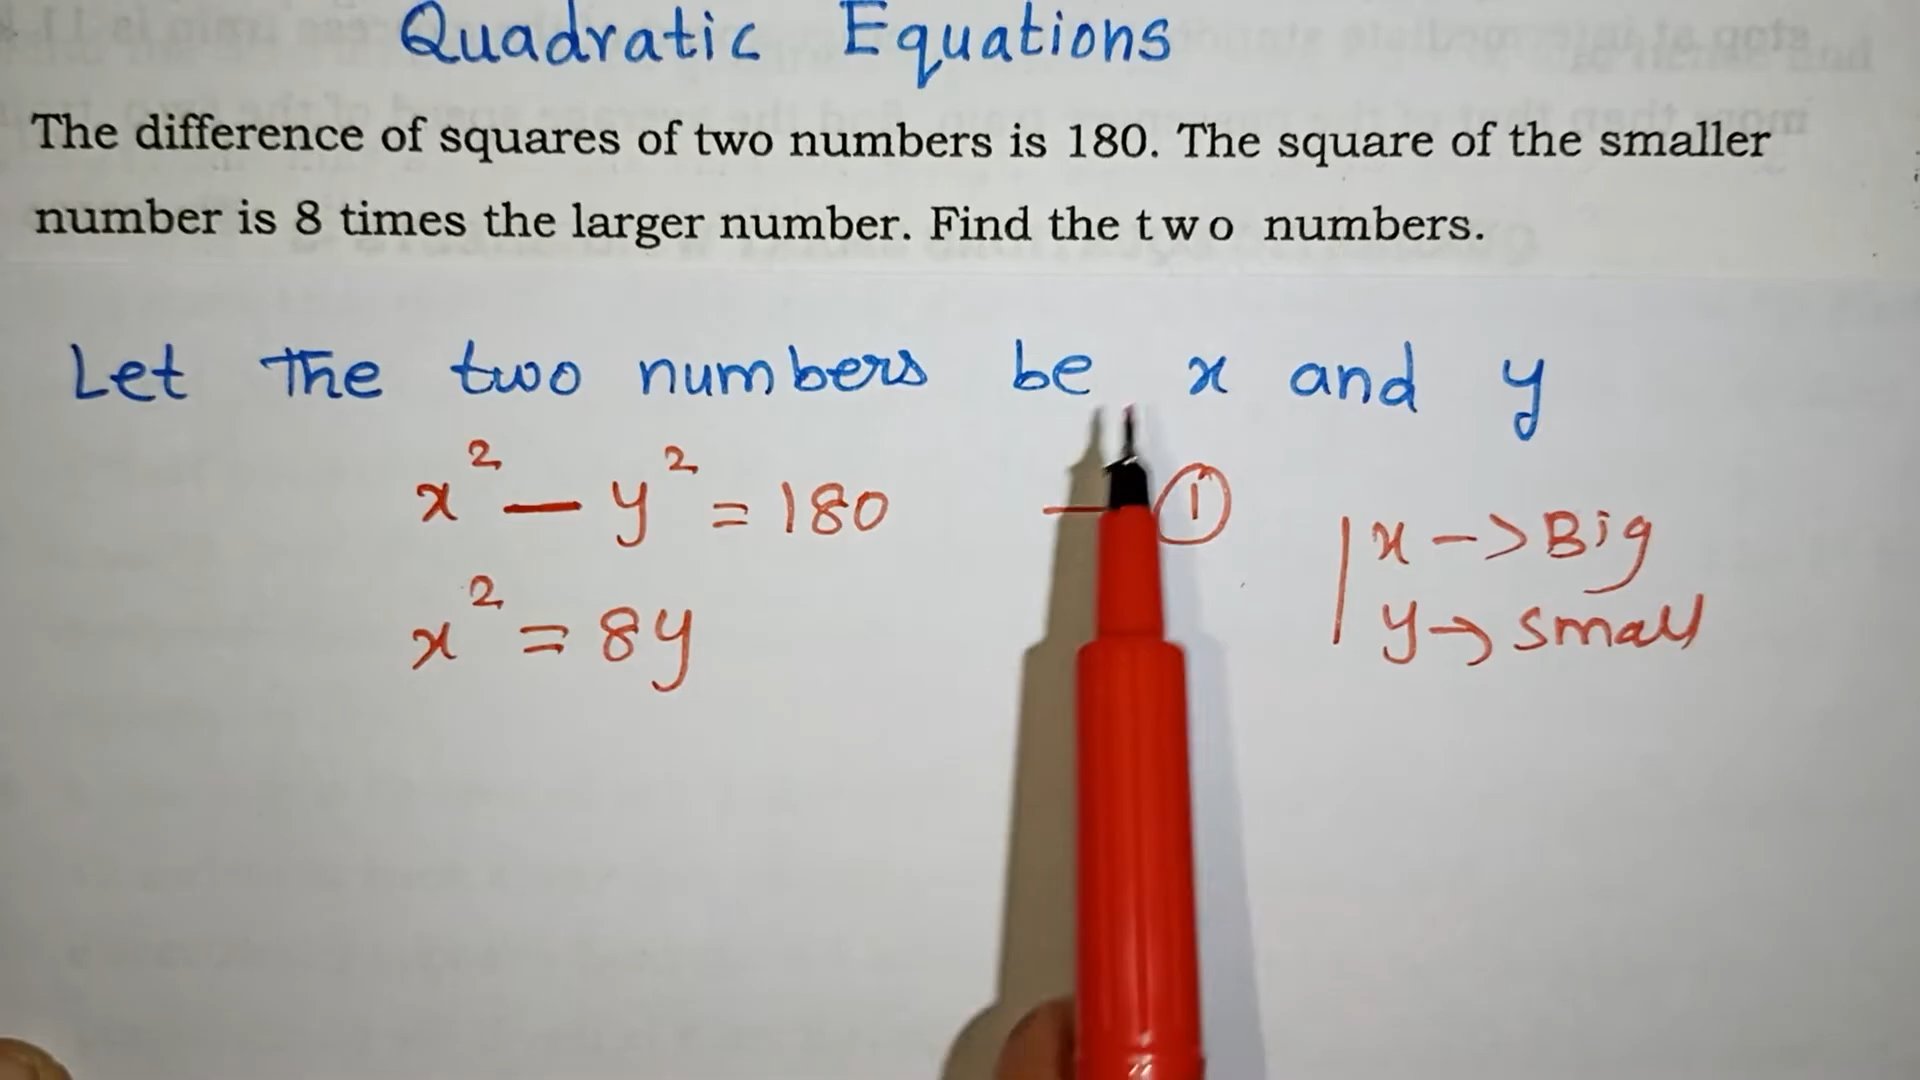 Quadratic Equations
The difference of squares of two numbers is 180. The square of the smaller
number is 8 times the larger number. Find the two numbers.
Let The two numbers be x and y
x² – y² = 180 — ①
x -> Big
x² = 8y
y → small